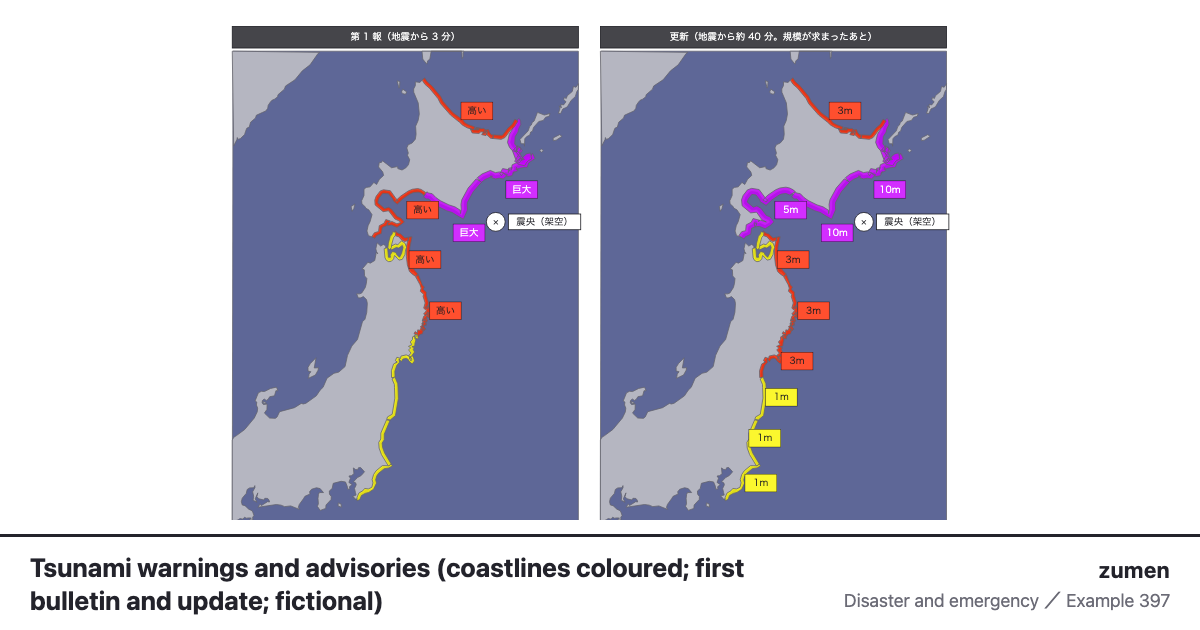 第 1 報（地震から 3 分）
高い
巨大
高い
巨大
× 震央（架空）
高い
高い
更新（地震から約 40 分。規模が求まったあと）
3m
10m
5m
10m
× 震央（架空）
3m
3m
3m
1m
1m
1m
Tsunami warnings and advisories (coastlines coloured; first
bulletin and update; fictional)
zumen
Disaster and emergency ／ Example 397